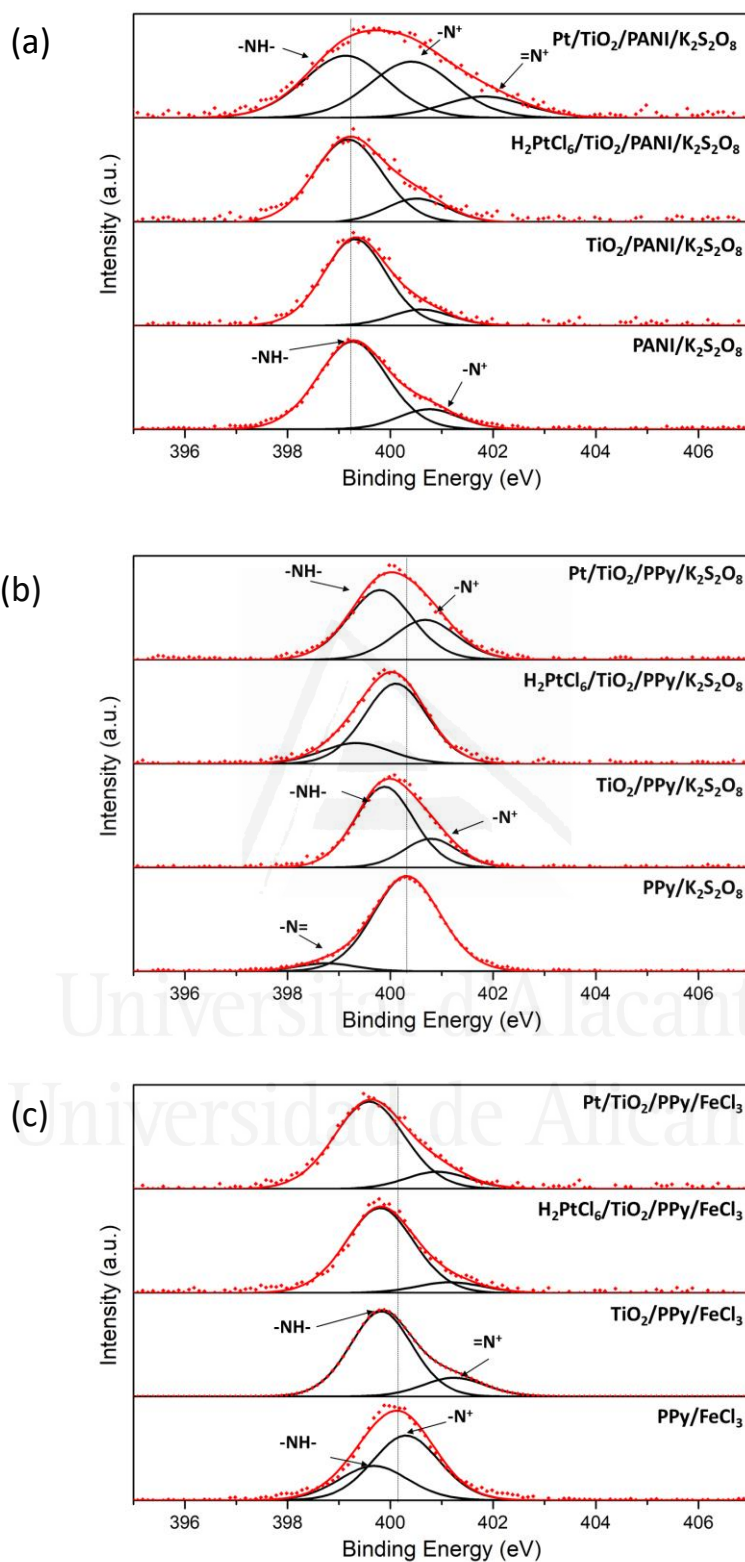 (a)
-NH-
-N⁺
=N⁺
Pt/TiO₂/PANI/K₂S₂O₈
H₂PtCl₆/TiO₂/PANI/K₂S₂O₈
TiO₂/PANI/K₂S₂O₈
-NH-
-N⁺
PANI/K₂S₂O₈
Intensity (a.u.)
396 398 400 402 404 406
Binding Energy (eV)
(b)
-NH-
-N⁺
Pt/TiO₂/PPy/K₂S₂O₈
H₂PtCl₆/TiO₂/PPy/K₂S₂O₈
-NH-
-N⁺
TiO₂/PPy/K₂S₂O₈
-N=
PPy/K₂S₂O₈
Intensity (a.u.)
396 398 400 402 404 406
Binding Energy (eV)
Universitat d'Alacant
Universidad de Alicant
(c)
Pt/TiO₂/PPy/FeCl₃
H₂PtCl₆/TiO₂/PPy/FeCl₃
-NH-
=N⁺
TiO₂/PPy/FeCl₃
-NH-
-N⁺
PPy/FeCl₃
Intensity (a.u.)
396 398 400 402 404 406
Binding Energy (eV)